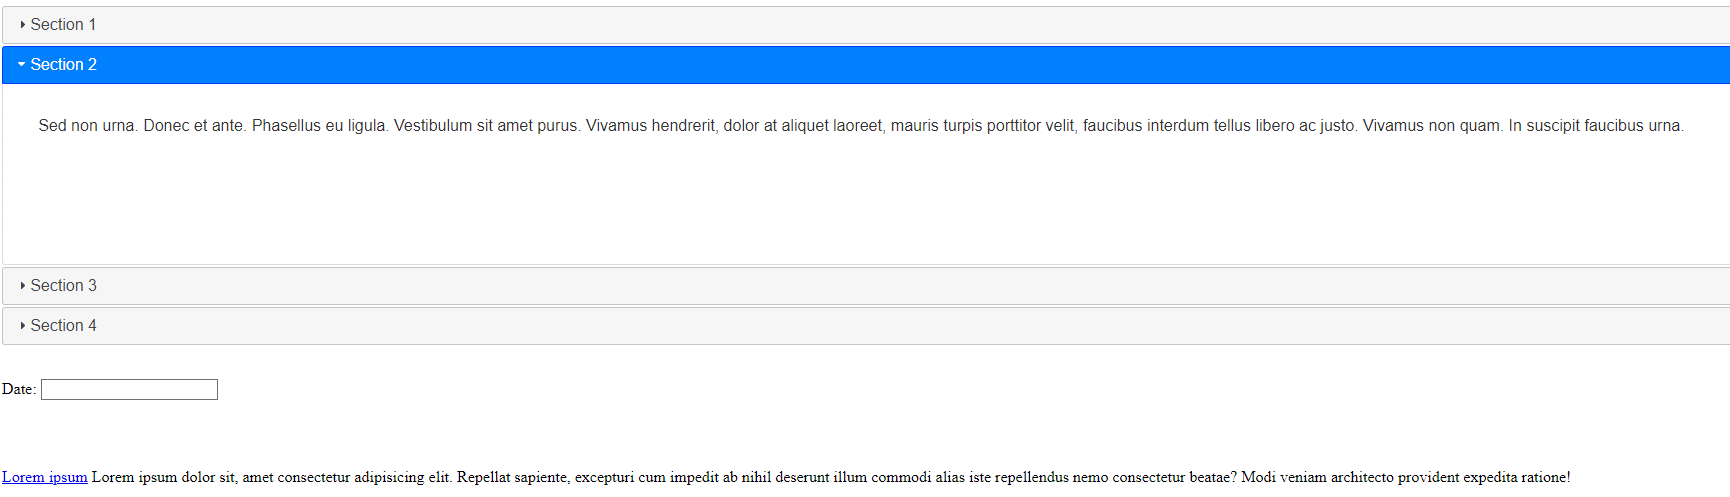 Section 1
Section 2
Sed non urna. Donec et ante. Phasellus eu ligula. Vestibulum sit amet purus. Vivamus hendrerit, dolor at aliquet laoreet, mauris turpis porttitor velit, faucibus interdum tellus libero ac justo. Vivamus non quam. In suscipit faucibus urna.
Section 3
Section 4
Date:
Lorem ipsum Lorem ipsum dolor sit, amet consectetur adipisicing elit. Repellat sapiente, excepturi cum impedit ab nihil deserunt illum commodi alias iste repellendus nemo consectetur beatae? Modi veniam architecto provident expedita ratione!